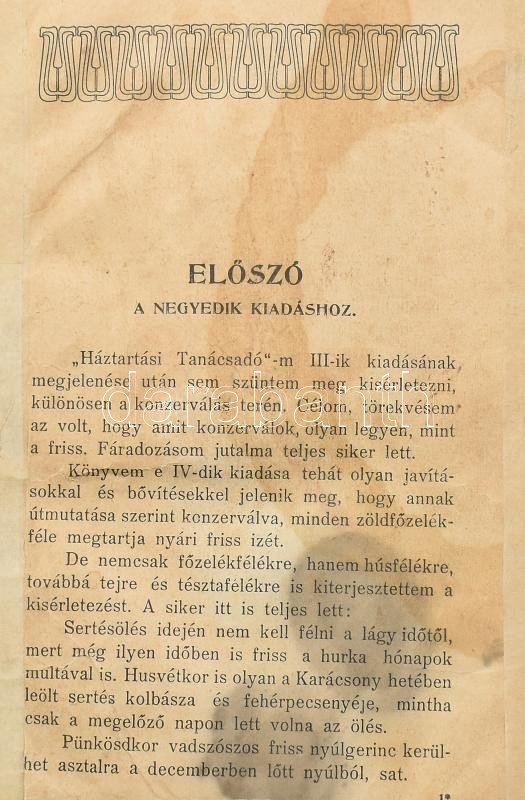 ELŐSZÓ
A NEGYEDIK KIADÁSHOZ.
„Háztartási Tanácsadó“-m III-ik kiadásának
megjelenése után sem szüntem meg kisérletezni,
különösen a konzerválás terén. Célom, törekvésem
az volt, hogy amit konzerválok, olyan legyen, mint
a friss. Fáradozásom jutalma teljes siker lett.
Könyvem e IV-dik kiadása tehát olyan javítá-
sokkal és bővítésekkel jelenik meg, hogy annak
útmutatása szerint konzerválva, minden zöldfőzelék-
féle megtartja nyári friss izét.
De nemcsak főzelékfélékre, hanem húsfélékre,
továbbá tejre és tésztafélékre is kiterjesztettem a
kisérletezést. A siker itt is teljes lett:
Sertésölés idején nem kell félni a lágy időtől,
mert még ilyen időben is friss a hurka hónapok
multával is. Husvétkor is olyan a Karácsony hetében
leölt sertés kolbásza és fehérpecsenyéje, mintha
csak a megelőző napon lett volna az ölés.
Pünkösdkor vadszószos friss nyúlgerinc kerül-
het asztalra a decemberben lőtt nyúlból, sat.
1*
darabanth